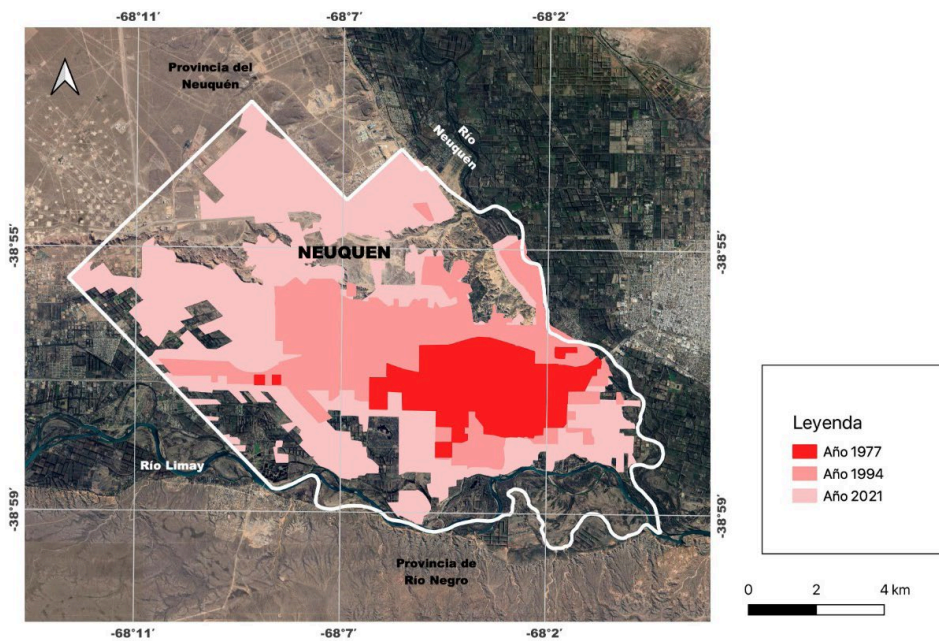 -68°11′ -68°7′ -68°2′
Provincia del
Neuquén
Río
Neuquén
-38°55′ -38°55′
NEUQUEN
Leyenda
Año 1977
Año 1994
Año 2021
Río Limay
-38°59′ -38°59′
Provincia de
Río Negro
0 2 4 km
-68°11′ -68°7′ -68°2′